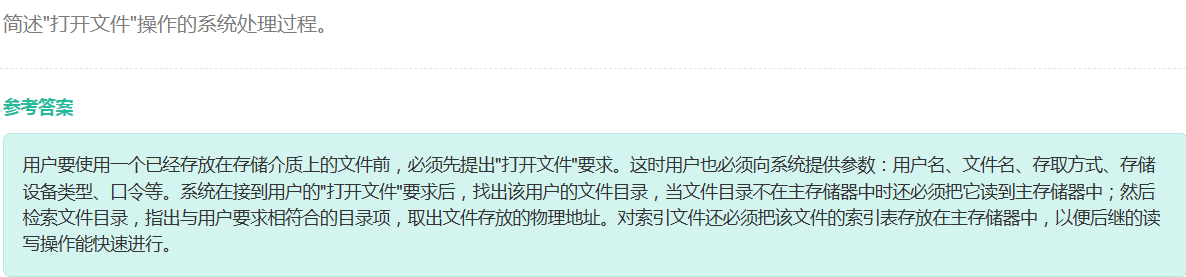 简述"打开文件"操作的系统处理过程。
参考答案
用户要使用一个已经存放在存储介质上的文件前，必须先提出"打开文件"要求。这时用户也必须向系统提供参数：用户名、文件名、存取方式、存储
设备类型、口令等。系统在接到用户的"打开文件"要求后，找出该用户的文件目录，当文件目录不在主存储器中时还必须把它读到主存储器中；然后
检索文件目录，指出与用户要求相符合的目录项，取出文件存放的物理地址。对索引文件还必须把该文件的索引表存放在主存储器中，以便后继的读
写操作能快速进行。